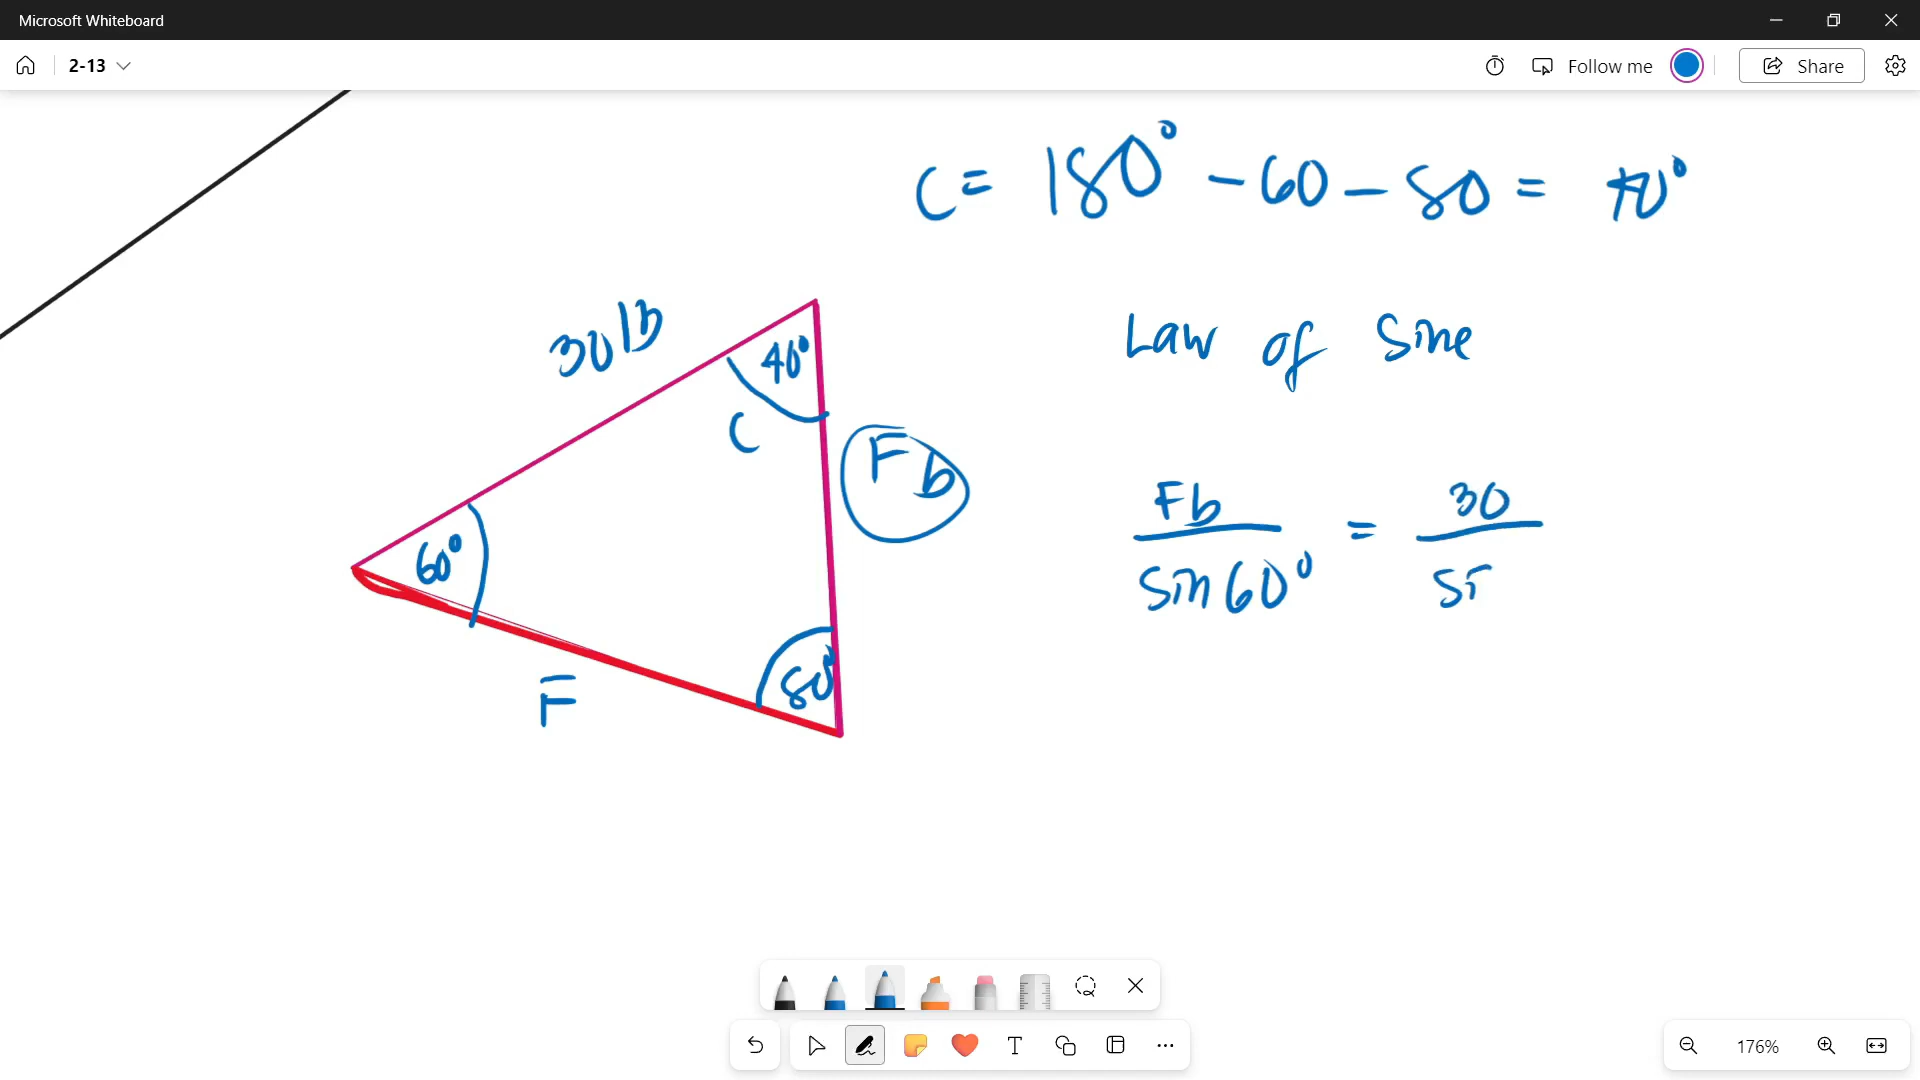 Microsoft Whiteboard
2-13
Follow me
Share
C = 180° - 60 - 80 = 40°
30 lb
40°
C
Law of Sine
Fb
60°
Fb / sin 60° = 30 / si
80°
F
176%